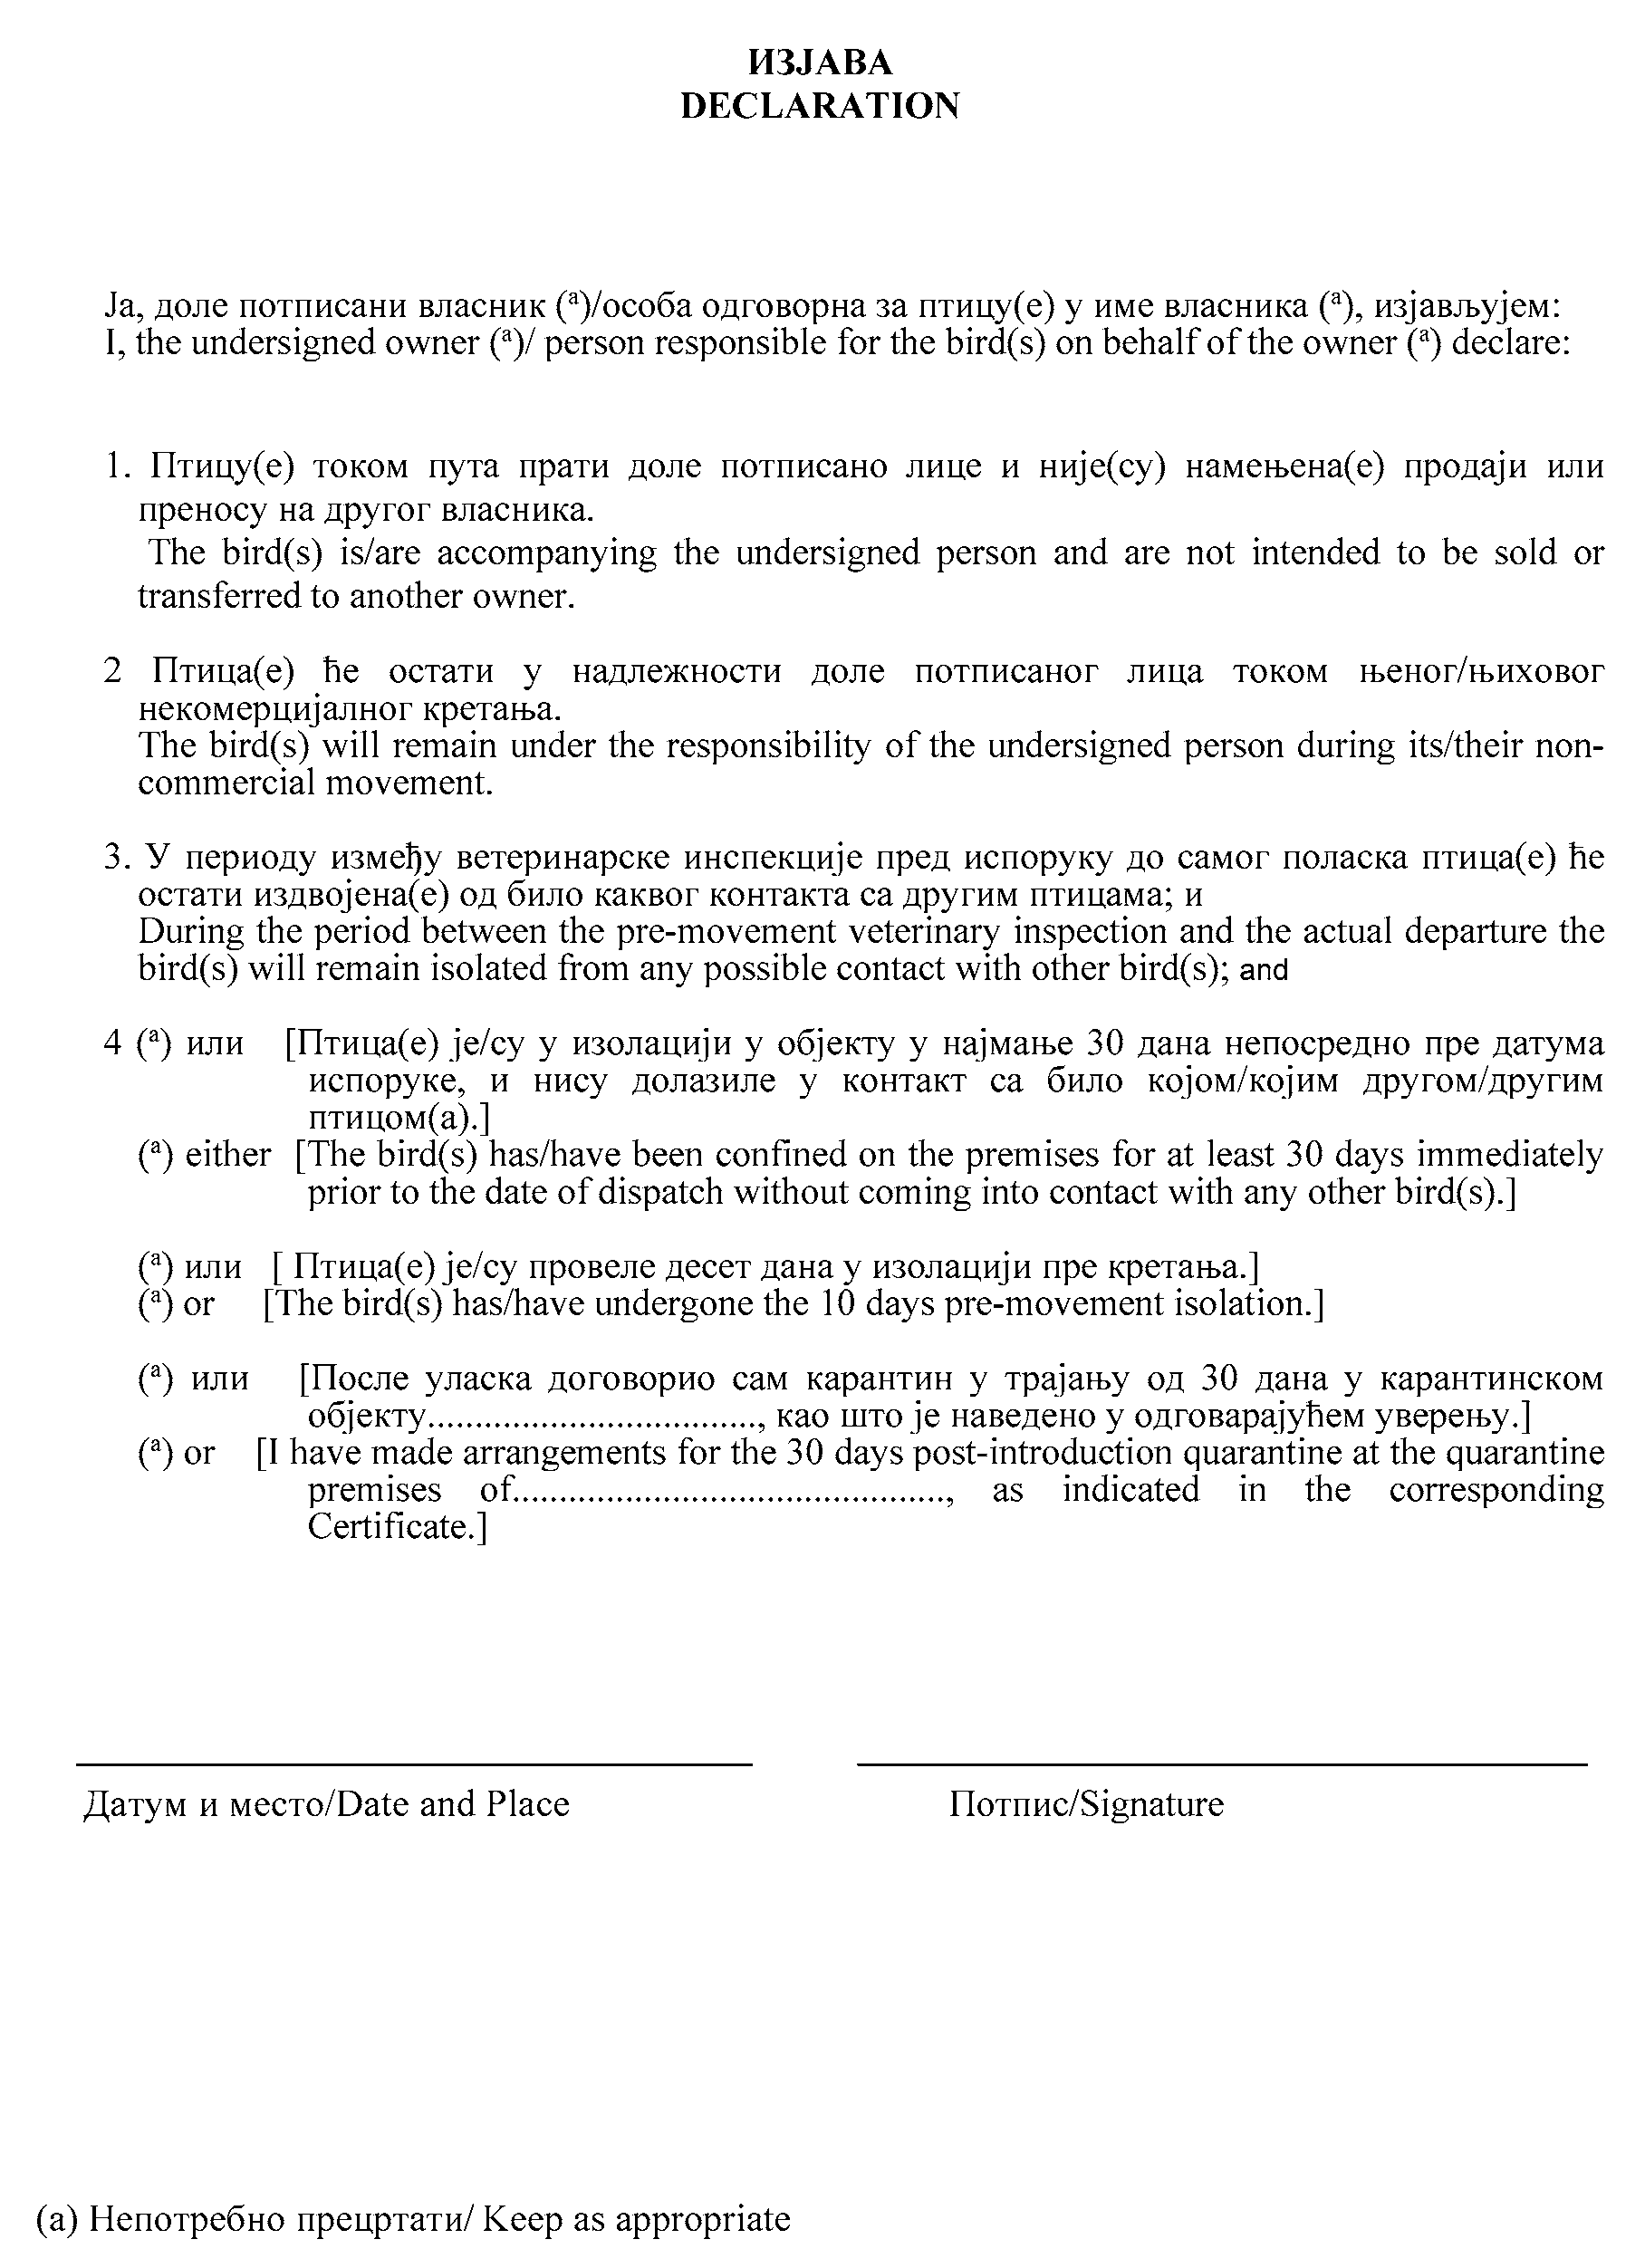 ИЗЈАВА
DECLARATION
Ја, доле потписани власник (ª)/особа одговорна за птицу(е) у име власника (ª), изјављујем:
I, the undersigned owner (ª)/ person responsible for the bird(s) on behalf of the owner (ª) declare:
1. Птицу(е) током пута прати доле потписано лице и није(су) намењена(е) продаји или
преносу на другог власника.
The bird(s) is/are accompanying the undersigned person and are not intended to be sold or
transferred to another owner.
2 Птица(е) ће остати у надлежности доле потписаног лица током њеног/њиховог
некомерцијалног кретања.
The bird(s) will remain under the responsibility of the undersigned person during its/their non-
commercial movement.
3. У периоду између ветеринарске инспекције пред испоруку до самог поласка птица(е) ће
остати издвојена(е) од било каквог контакта са другим птицама; и
During the period between the pre-movement veterinary inspection and the actual departure the
bird(s) will remain isolated from any possible contact with other bird(s); and
4 (ª) или [Птица(е) је/су у изолацији у објекту у најмање 30 дана непосредно пре датума
испоруке, и нису долазиле у контакт са било којом/којим другом/другим
птицом(а).]
(ª) either [The bird(s) has/have been confined on the premises for at least 30 days immediately
prior to the date of dispatch without coming into contact with any other bird(s).]
(ª) или [ Птица(е) је/су провеле десет дана у изолацији пре кретања.]
(ª) or [The bird(s) has/have undergone the 10 days pre-movement isolation.]
(ª) или [После уласка договорио сам карантин у трајању од 30 дана у карантинском
објекту..................................., као што је наведено у одговарајућем уверењу.]
(ª) or [I have made arrangements for the 30 days post-introduction quarantine at the quarantine
premises of.............................................., as indicated in the corresponding
Certificate.]
Датум и место/Date and Place Потпис/Signature
(a) Непотребно прецртати/ Keep as appropriate